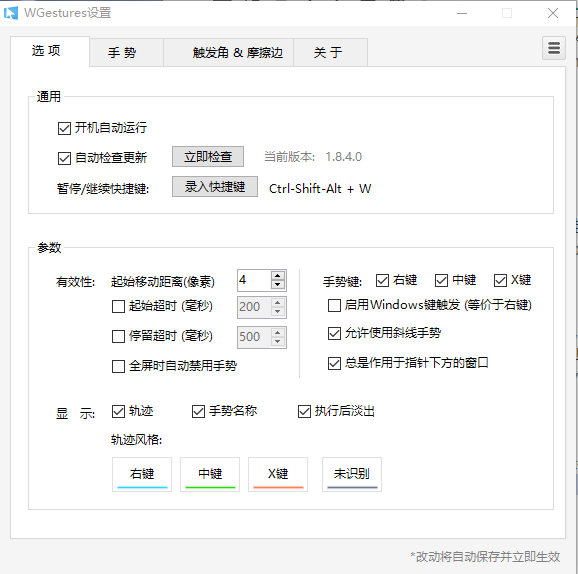 WGestures设置
选 项 手 势 触发角 & 摩擦边 关 于
通用
开机自动运行
自动检查更新 立即检查 当前版本: 1.8.4.0
暂停/继续快捷键: 录入快捷键 Ctrl-Shift-Alt + W
参数
有效性: 起始移动距离(像素) 4 手势键: 右键 中键 X键
起始超时 (毫秒) 200 启用Windows键触发 (等价于右键)
停留超时 (毫秒) 500 允许使用斜线手势
全屏时自动禁用手势 总是作用于指针下方的窗口
显 示: 轨迹 手势名称 执行后淡出
轨迹风格:
右键 中键 X键 未识别
*改动将自动保存并立即生效